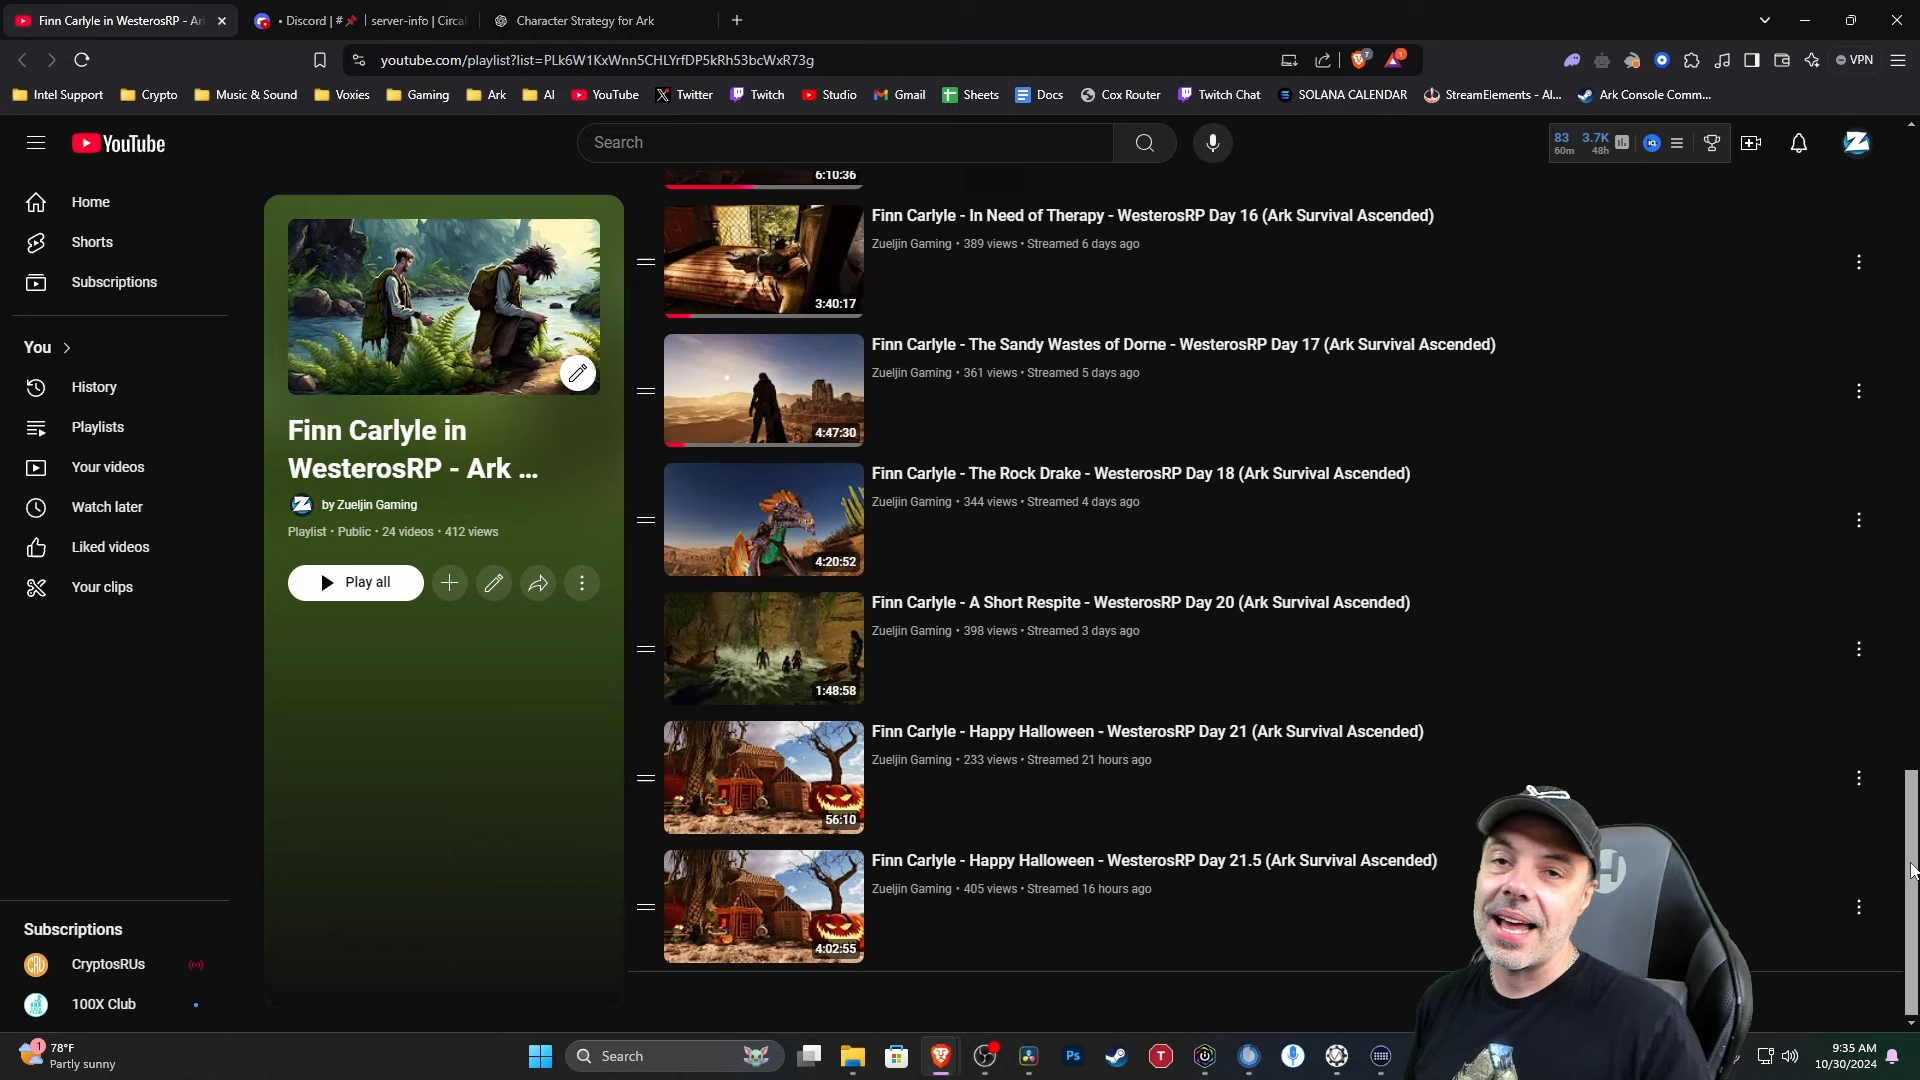 Finn Carlyle in WesterosRP - Ar
• Discord | #📌 | server-info | Circa
Character Strategy for Ark
youtube.com/playlist?list=PLk6W1KxWnn5CHLYrfDP5kRh53bcWxR73g
7
1
VPN
Intel Support
Crypto
Music & Sound
Voxies
Gaming
Ark
AI
YouTube
Twitter
Twitch
Studio
Gmail
Sheets
Docs
Cox Router
Twitch Chat
SOLANA CALENDAR
StreamElements - Al...
Ark Console Comm...
YouTube
Search
83
60m
3.7K
48h
Home
Shorts
Subscriptions
You
History
Playlists
Your videos
Watch later
Liked videos
Your clips
Subscriptions
CryptosRUs
100X Club
Finn Carlyle in
WesterosRP - Ark ...
by Zueljin Gaming
Playlist • Public • 24 videos • 412 views
Play all
6:10:36
Finn Carlyle - In Need of Therapy - WesterosRP Day 16 (Ark Survival Ascended)
Zueljin Gaming • 389 views • Streamed 6 days ago
3:40:17
Finn Carlyle - The Sandy Wastes of Dorne - WesterosRP Day 17 (Ark Survival Ascended)
Zueljin Gaming • 361 views • Streamed 5 days ago
4:47:30
Finn Carlyle - The Rock Drake - WesterosRP Day 18 (Ark Survival Ascended)
Zueljin Gaming • 344 views • Streamed 4 days ago
4:20:52
Finn Carlyle - A Short Respite - WesterosRP Day 20 (Ark Survival Ascended)
Zueljin Gaming • 398 views • Streamed 3 days ago
1:48:58
Finn Carlyle - Happy Halloween - WesterosRP Day 21 (Ark Survival Ascended)
Zueljin Gaming • 233 views • Streamed 21 hours ago
56:10
Finn Carlyle - Happy Halloween - WesterosRP Day 21.5 (Ark Survival Ascended)
Zueljin Gaming • 405 views • Streamed 16 hours ago
4:02:55
1
78°F
Partly sunny
Search
Ps
T
9:35 AM
10/30/2024